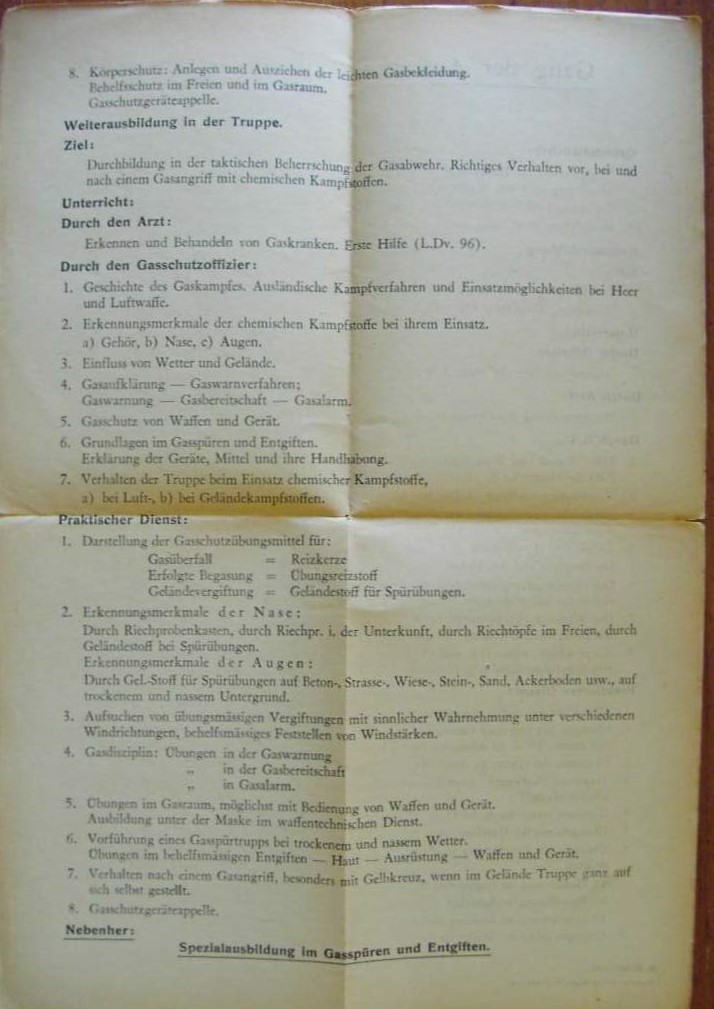 8. Körperschutz: Anlegen und Ausziehen der leichten Gasbekleidung.
Behelfsschutz im Freien und im Gasraum.
Gasschutzgeräteappelle.
Weiterausbildung in der Truppe.
Ziel:
Durchbildung in der taktischen Beherrschung der Gasabwehr. Richtiges Verhalten vor, bei und
nach einem Gasangriff mit chemischen Kampfstoffen.
Unterricht:
Durch den Arzt:
Erkennen und Behandeln von Gaskranken. Erste Hilfe (L.Dv. 96).
Durch den Gasschutzoffizier:
1. Geschichte des Gaskampfes. Ausländische Kampfverfahren und Einsatzmöglichkeiten bei Heer
und Luftwaffe.
2. Erkennungsmerkmale der chemischen Kampfstoffe bei ihrem Einsatz.
a) Gehör, b) Nase, c) Augen.
3. Einfluss von Wetter und Gelände.
4. Gasaufklärung — Gaswarnverfahren;
Gaswarnung — Gasbereitschaft — Gasalarm.
5. Gasschutz von Waffen und Gerät.
6. Grundlagen im Gasspüren und Entgiften.
Erklärung der Geräte, Mittel und ihre Handhabung.
7. Verhalten der Truppe beim Einsatz chemischer Kampfstoffe,
a) bei Luft-, b) bei Geländekampfstoffen.
Praktischer Dienst:
1. Darstellung der Gasschutzübungsmittel für:
Gasüberfall = Reizkerze
Erfolgte Begasung = Übungsreizstoff
Geländevergiftung = Geländestoff für Spürübungen.
2. Erkennungsmerkmale der Nase:
Durch Riechprobenkasten, durch Riechpr. i. der Unterkunft, durch Riechtöpfe im Freien, durch
Geländestoff bei Spürübungen.
Erkennungsmerkmale der Augen:
Durch Gel.-Stoff für Spürübungen auf Beton-, Strasse-, Wiese-, Stein-, Sand, Ackerboden usw., auf
trockenem und nassem Untergrund.
3. Aufsuchen von übungsmässigen Vergiftungen mit sinnlicher Wahrnehmung unter verschiedenen
Windrichtungen, behelfsmässiges Feststellen von Windstärken.
4. Gasdisciplin: Übungen in der Gaswarnung
„ in der Gasbereitschaft
„ in Gasalarm.
5. Übungen im Gasraum, möglichst mit Bedienung von Waffen und Gerät.
Ausbildung unter der Maske im waffentechnischen Dienst.
6. Vorführung eines Gasspürtrupps bei trockenem und nassem Wetter.
Übungen im behelfsmässigen Entgiften — Haut — Ausrüstung — Waffen und Gerät.
7. Verhalten nach einem Gasangriff, besonders mit Gelbkreuz, wenn im Gelände Truppe ganz auf
sich selbst gestellt.
8. Gasschutzgeräteappelle.
Nebenher:
Spezialausbildung im Gasspüren und Entgiften.